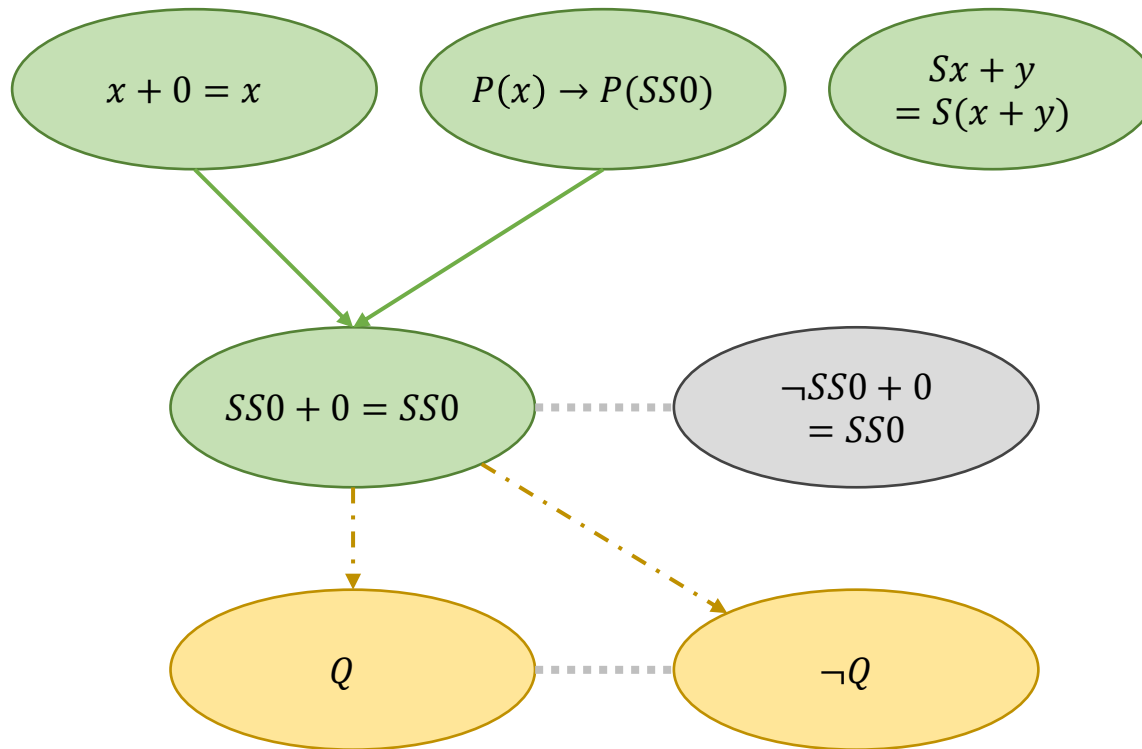 x + 0 = x
P(x) → P(SS0)
Sx + y
= S(x + y)
SS0 + 0 = SS0
¬SS0 + 0
= SS0
Q
¬Q